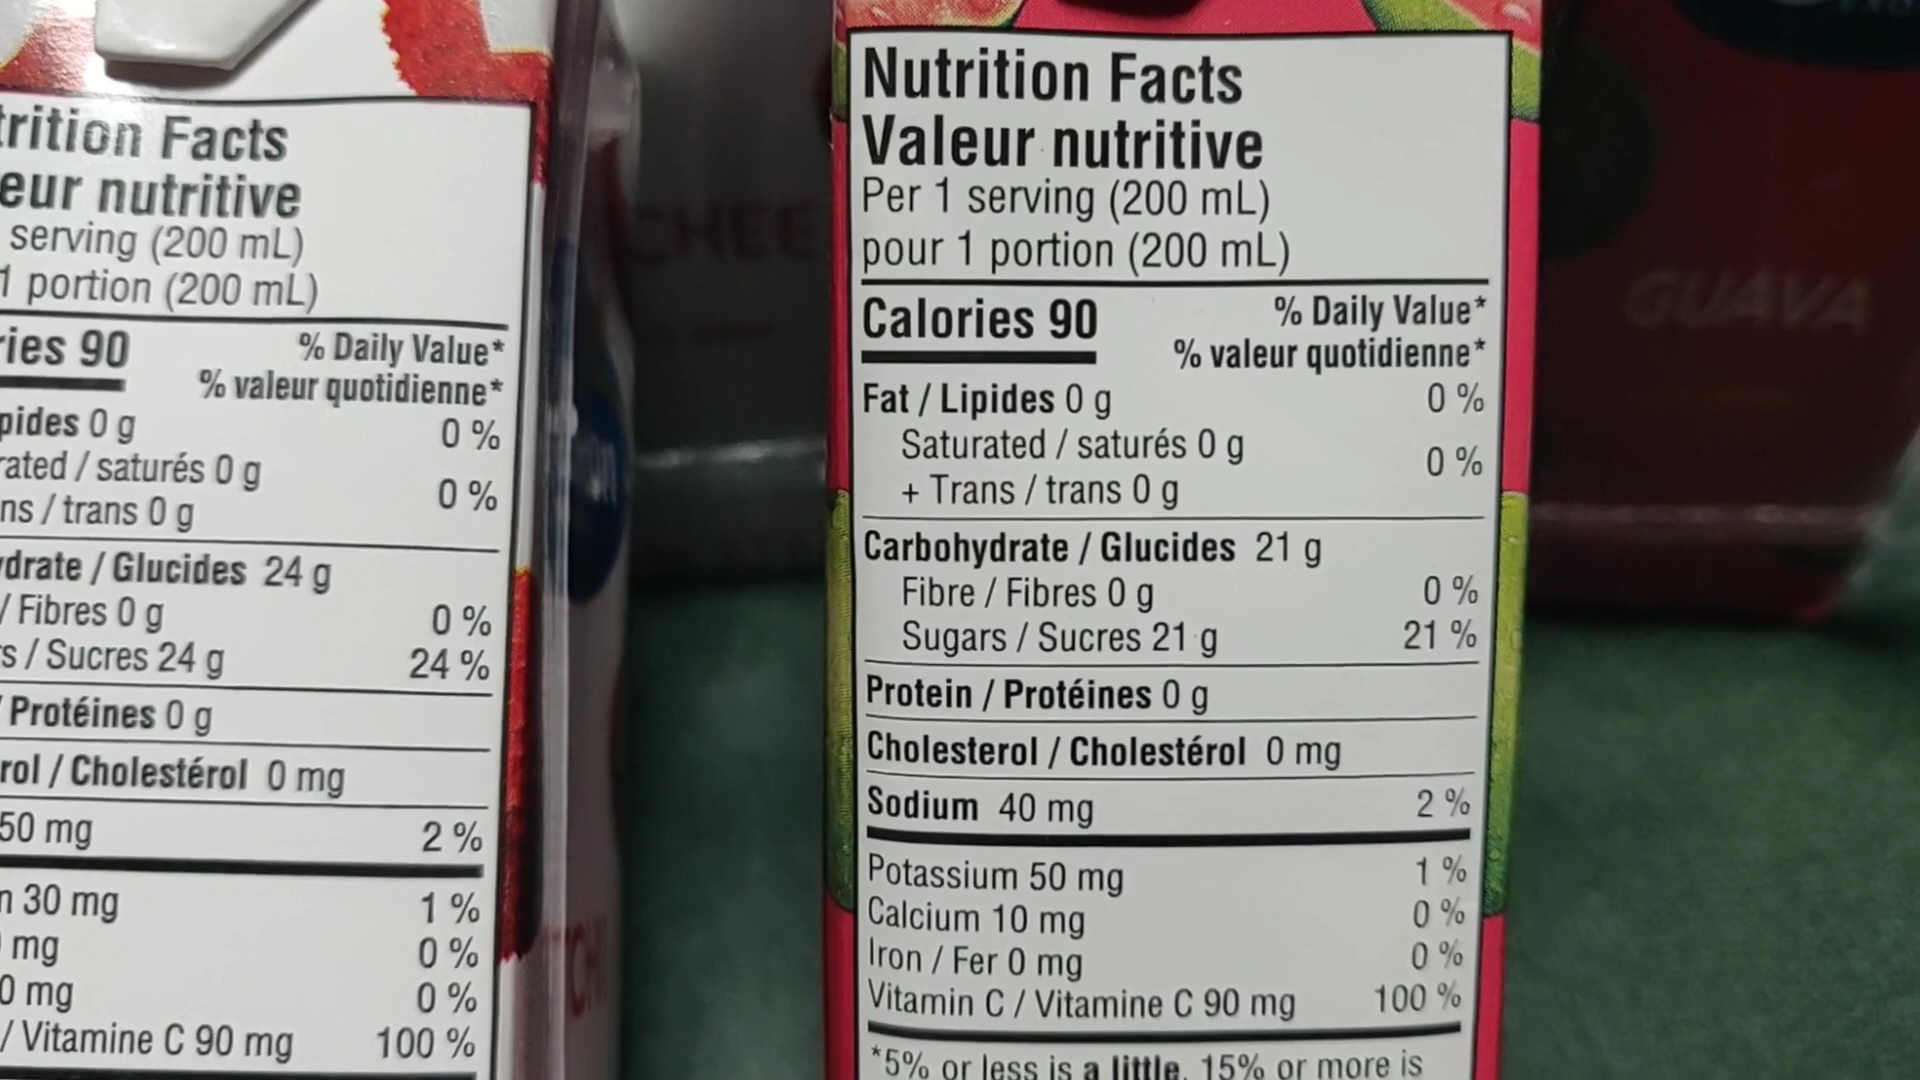 trition Facts
eur nutritive
serving (200 mL)
1 portion (200 mL)
ries 90
% Daily Value*
% valeur quotidienne*
pides 0 g 0 %
rated / saturés 0 g
ns / trans 0 g 0 %
drate / Glucides 24 g
/ Fibres 0 g 0 %
s / Sucres 24 g 24 %
Protéines 0 g
rol / Cholestérol 0 mg
50 mg 2 %
n 30 mg 1 %
mg 0 %
0 mg 0 %
/ Vitamine C 90 mg 100 %
CHEE
Nutrition Facts
Valeur nutritive
Per 1 serving (200 mL)
pour 1 portion (200 mL)
Calories 90
% Daily Value*
% valeur quotidienne*
Fat / Lipides 0 g 0 %
Saturated / saturés 0 g
+ Trans / trans 0 g 0 %
Carbohydrate / Glucides 21 g
Fibre / Fibres 0 g 0 %
Sugars / Sucres 21 g 21 %
Protein / Protéines 0 g
Cholesterol / Cholestérol 0 mg
Sodium 40 mg 2 %
Potassium 50 mg 1 %
Calcium 10 mg 0 %
Iron / Fer 0 mg 0 %
Vitamin C / Vitamine C 90 mg 100 %
*5% or less is a little, 15% or more is
GUAVA